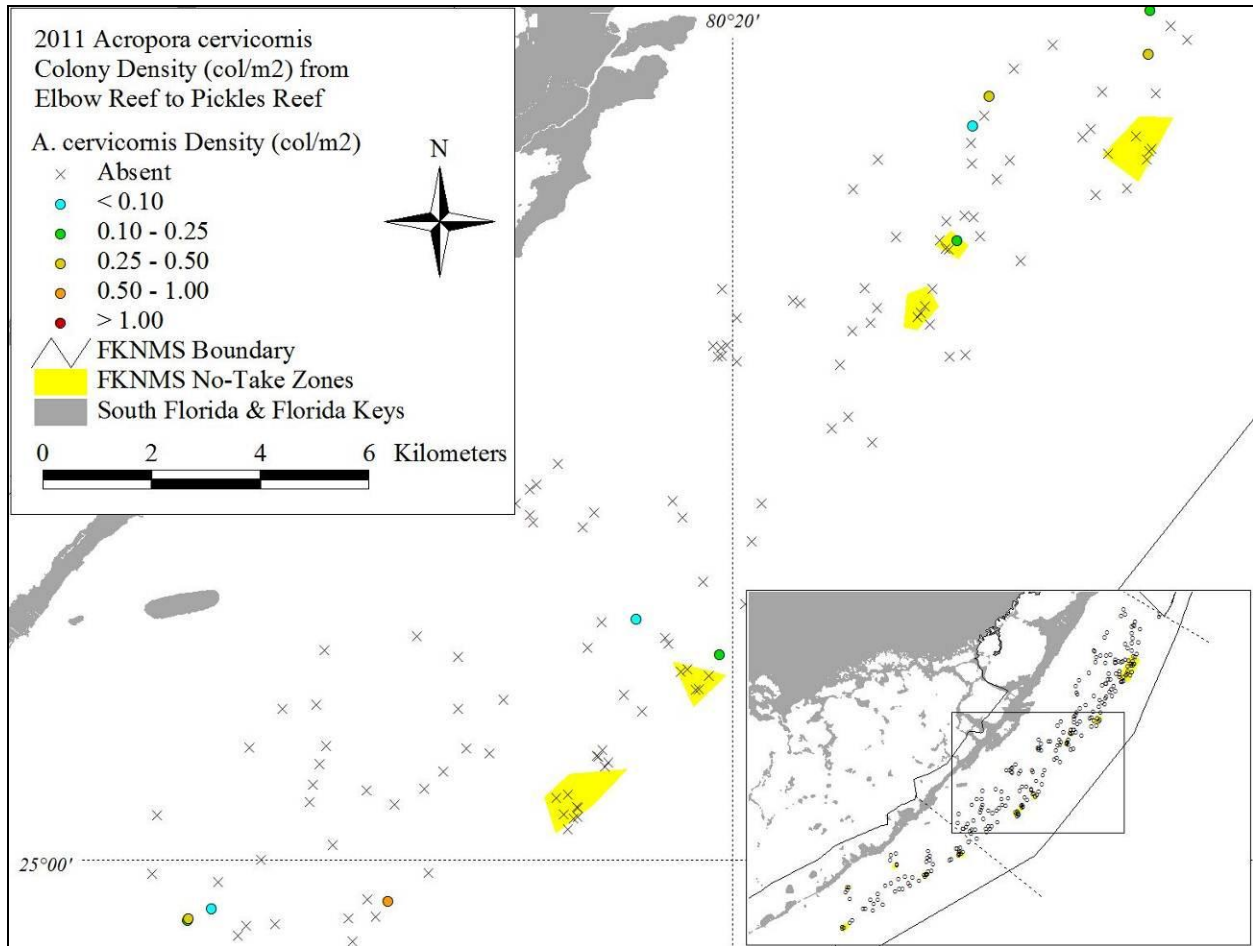 2011 Acropora cervicornis
Colony Density (col/m2) from
Elbow Reef to Pickles Reef
A. cervicornis Density (col/m2)
Absent
< 0.10
0.10 - 0.25
0.25 - 0.50
0.50 - 1.00
> 1.00
FKNMS Boundary
FKNMS No-Take Zones
South Florida & Florida Keys
0 2 4 6 Kilometers
N
80°20'
25°00'